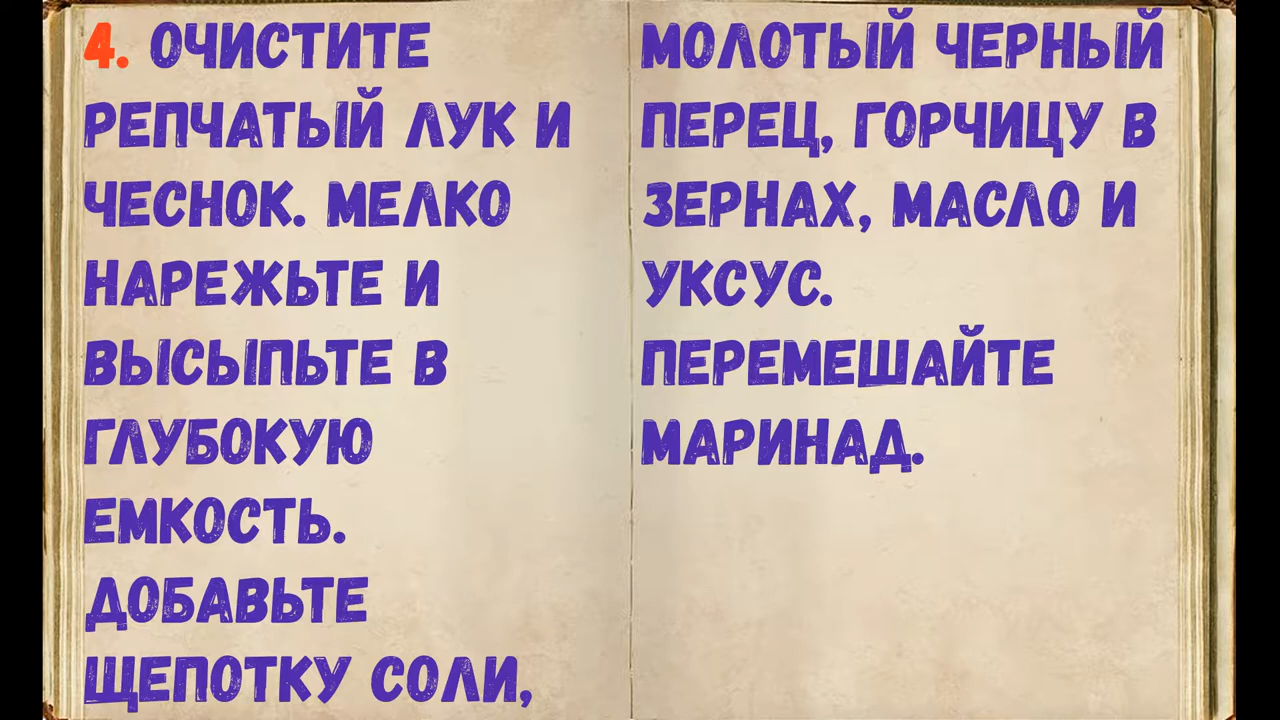 4. ОЧИСТИТЕ
РЕПЧАТЫЙ ЛУК И
ЧЕСНОК. МЕЛКО
НАРЕЖЬТЕ И
ВЫСЫПЬТЕ В
ГЛУБОКУЮ
ЕМКОСТЬ.
ДОБАВЬТЕ
ЩЕПОТКУ СОЛИ,
МОЛОТЫЙ ЧЕРНЫЙ
ПЕРЕЦ, ГОРЧИЦУ В
ЗЕРНАХ, МАСЛО И
УКСУС.
ПЕРЕМЕШАЙТЕ
МАРИНАД.